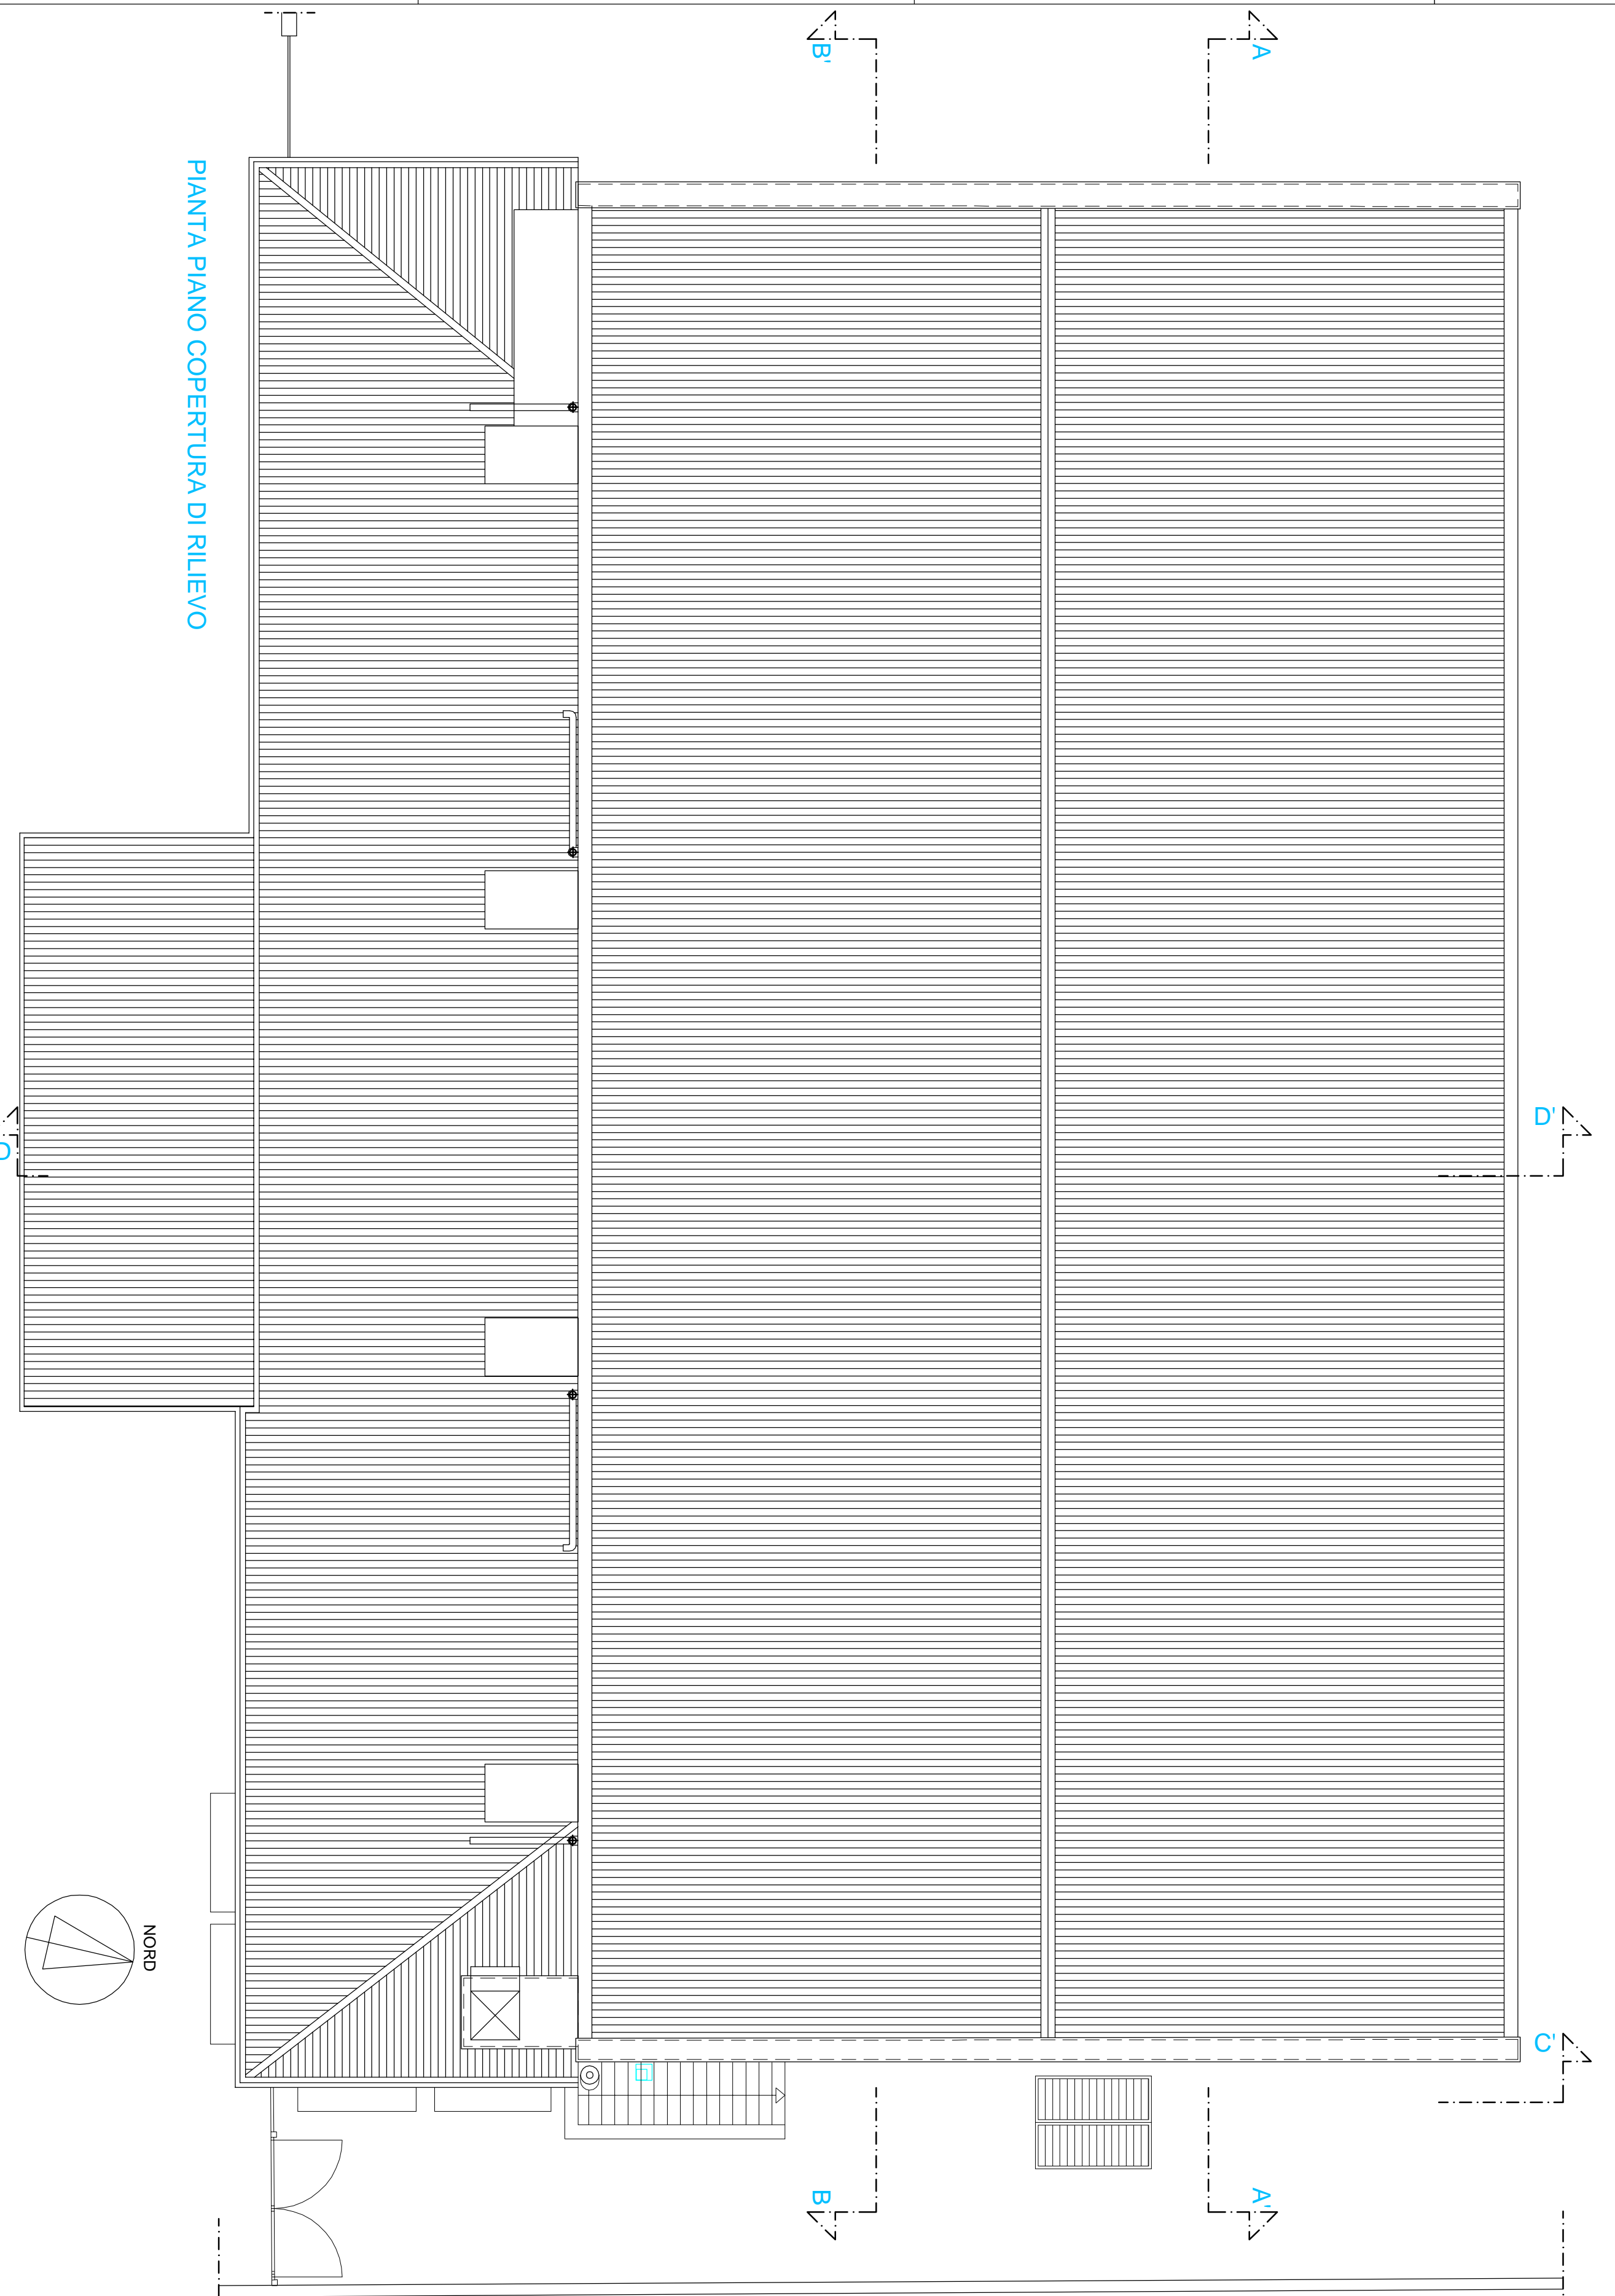 B'
A
PIANTA PIANO COPERTURA DI RILIEVO
D'
D
NORD
C'
B
A'